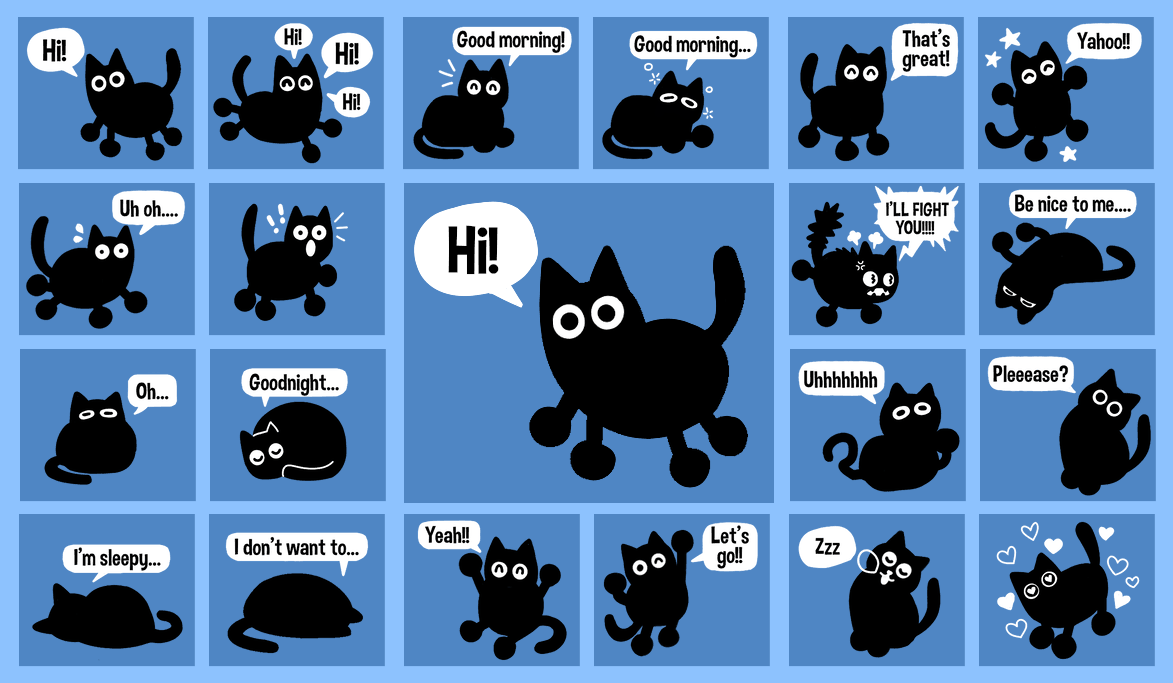 Hi!
Hi!
Hi!
Hi!
Good morning!
Good morning...
That's
great!
Yahoo!!
Uh oh....
Hi!
I'LL FIGHT
YOU!!!!
Be nice to me....
Oh...
Goodnight...
Uhhhhhhh
Pleeease?
I'm sleepy...
I don't want to...
Yeah!!
Let's
go!!
Zzz